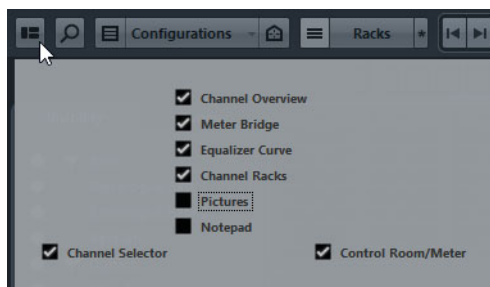 Configurations Racks *
Channel Overview
Meter Bridge
Equalizer Curve
Channel Racks
Pictures
Notepad
Channel Selector Control Room/Meter